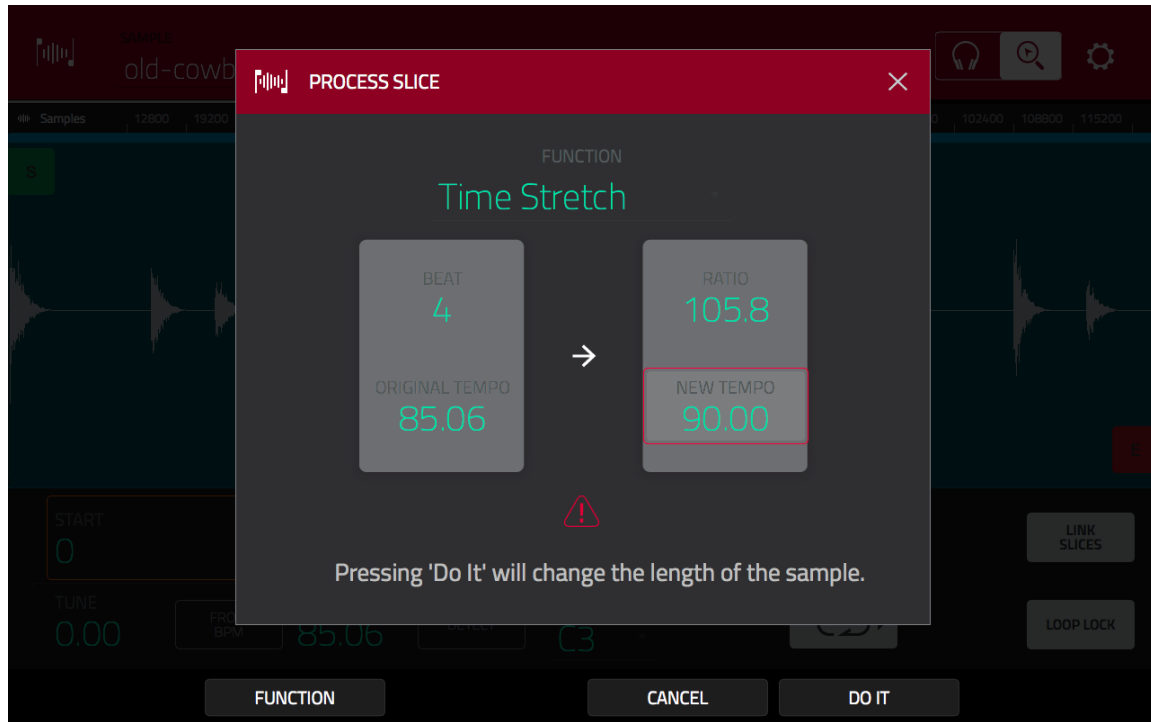 SAMPLE
old-cowb
PROCESS SLICE
Samples 12800 19200 102400 108800 115200
S
FUNCTION
Time Stretch
BEAT
4
ORIGINAL TEMPO
85.06
RATIO
105.8
NEW TEMPO
90.00
E
Pressing 'Do It' will change the length of the sample.
START
0
LINK
SLICES
TUNE
0.00
BPM
85.06
C3
LOOP LOCK
FUNCTION
CANCEL
DO IT